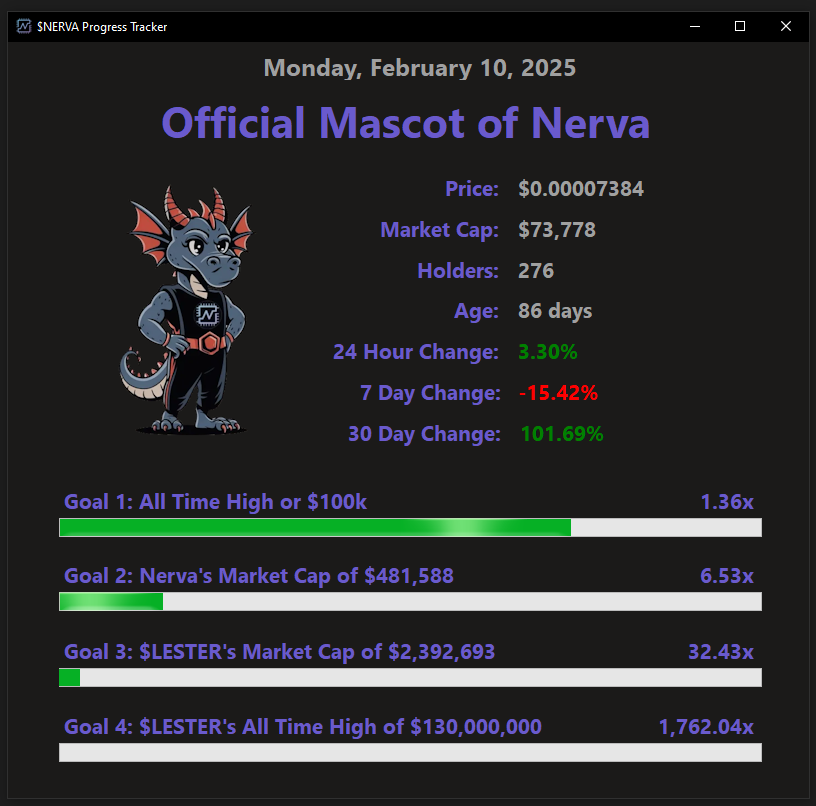 $NERVA Progress Tracker
Monday, February 10, 2025
Official Mascot of Nerva
Price: $0.00007384
Market Cap: $73,778
Holders: 276
Age: 86 days
24 Hour Change: 3.30%
7 Day Change: -15.42%
30 Day Change: 101.69%
Goal 1: All Time High or $100k 1.36x
Goal 2: Nerva's Market Cap of $481,588 6.53x
Goal 3: $LESTER's Market Cap of $2,392,693 32.43x
Goal 4: $LESTER's All Time High of $130,000,000 1,762.04x